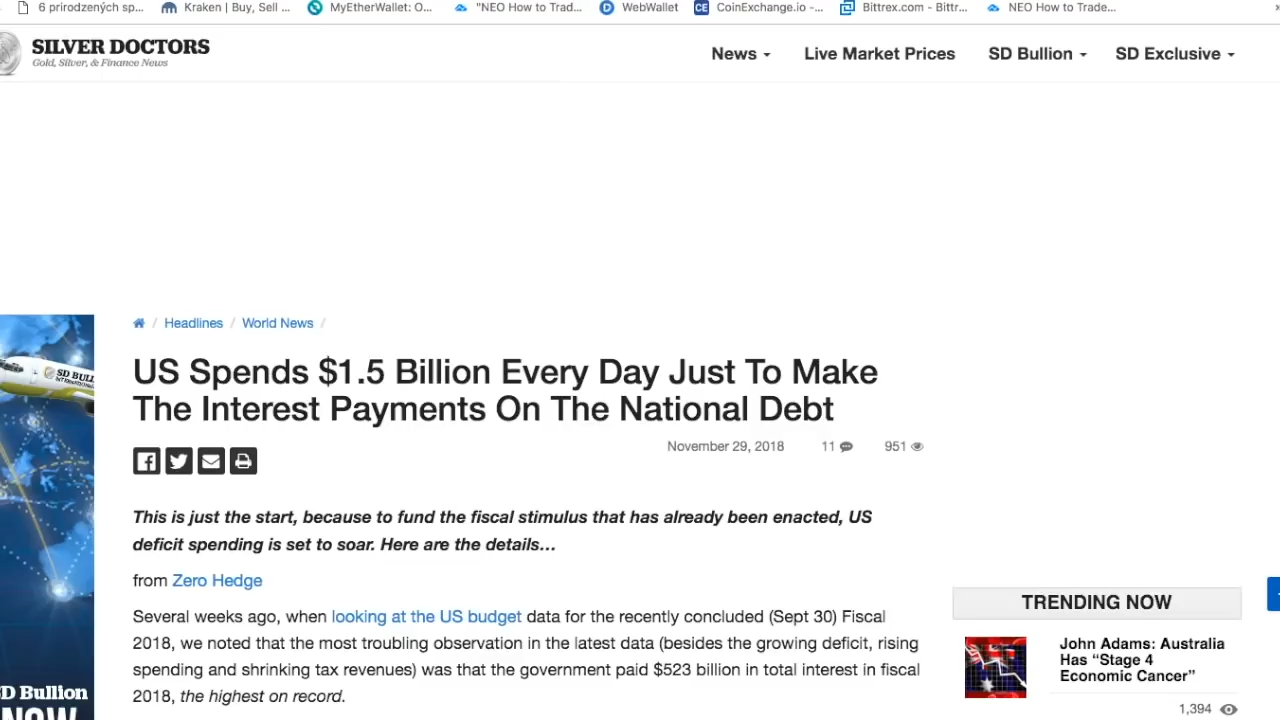 6 prirodzených sp...
Kraken | Buy, Sell ...
MyEtherWallet: O...
"NEO How to Trad...
WebWallet
CE
CoinExchange.io -...
Bittrex.com - Bittr...
NEO How to Trade...
SILVER DOCTORS
Gold, Silver, & Finance News
News
Live Market Prices
SD Bullion
SD Exclusive
/ Headlines / World News /
US Spends $1.5 Billion Every Day Just To Make
The Interest Payments On The National Debt
November 29, 2018
11
951
This is just the start, because to fund the fiscal stimulus that has already been enacted, US
deficit spending is set to soar. Here are the details…
from Zero Hedge
Several weeks ago, when looking at the US budget data for the recently concluded (Sept 30) Fiscal
2018, we noted that the most troubling observation in the latest data (besides the growing deficit, rising
spending and shrinking tax revenues) was that the government paid $523 billion in total interest in fiscal
2018, the highest on record.
SD BULL
SD Bullion
NOW
TRENDING NOW
John Adams: Australia
Has “Stage 4
Economic Cancer”
1,394